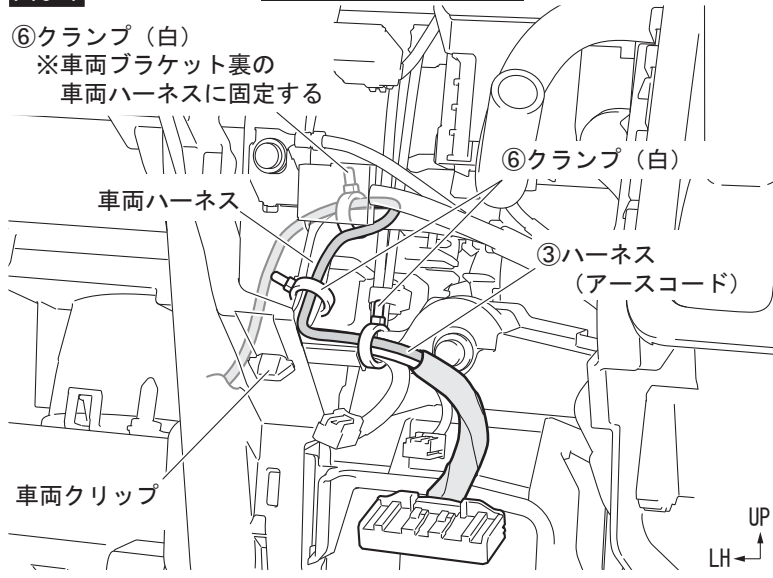 ⑥クランプ（白）
※車両ブラケット裏の
車両ハーネスに固定する
⑥クランプ（白）
車両ハーネス
③ハーネス
（アースコード）
車両クリップ
UP
LH